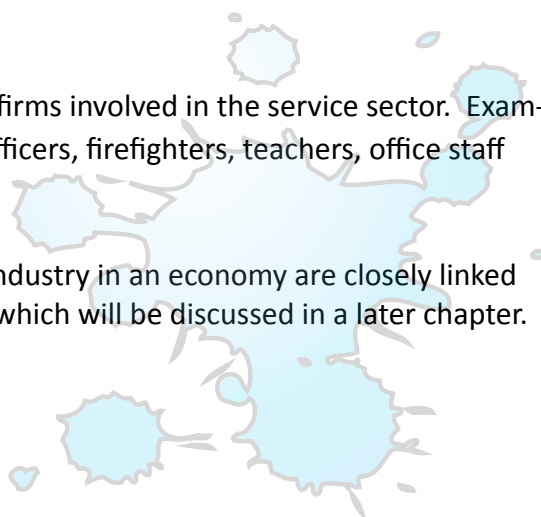 firms involved in the service sector. Exam-
fficers, firefighters, teachers, office staff
ndustry in an economy are closely linked
which will be discussed in a later chapter.